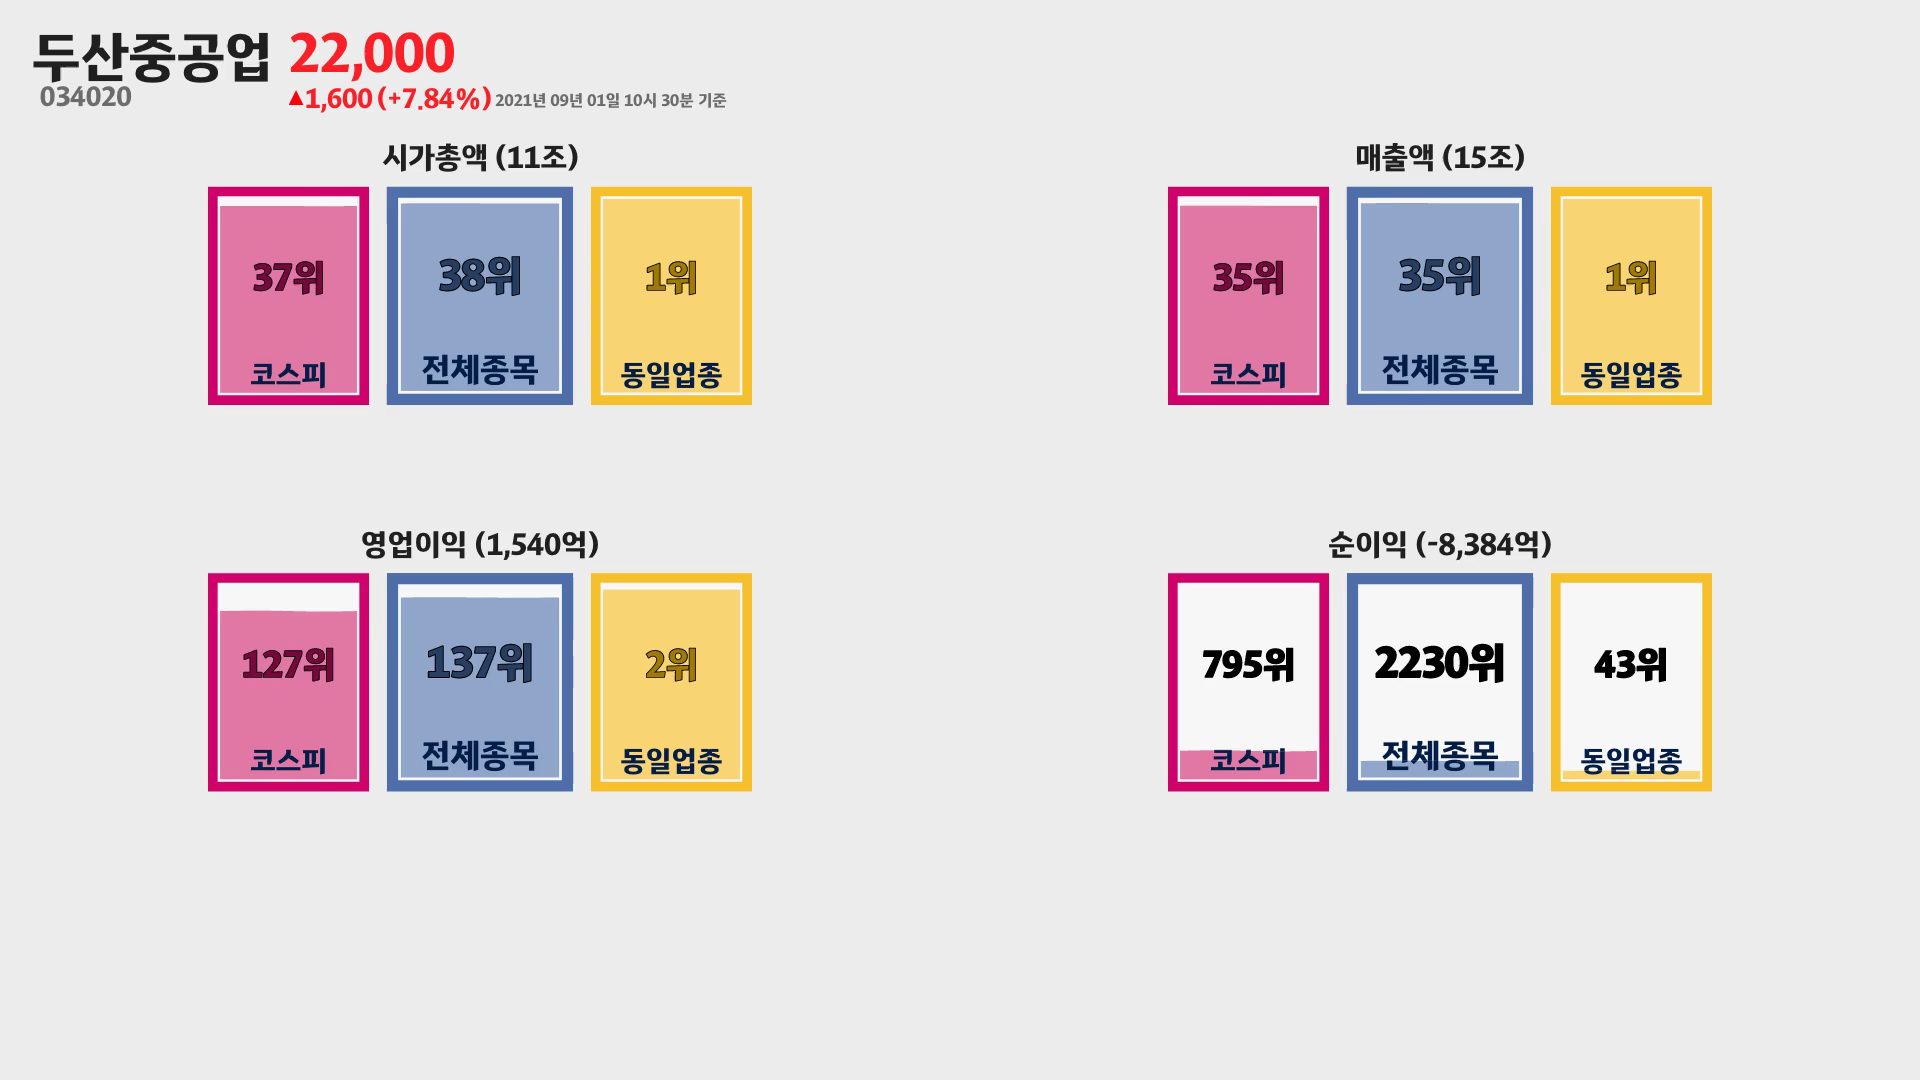 두산중공업 22,000
034020 ▲1,600 (+7.84%) 2021년 09년 01일 10시 30분 기준
시가총액 (11조)
37위 38위 1위
코스피 전체종목 동일업종
매출액 (15조)
35위 35위 1위
코스피 전체종목 동일업종
영업이익 (1,540억)
127위 137위 2위
코스피 전체종목 동일업종
순이익 (-8,384억)
795위 2230위 43위
코스피 전체종목 동일업종